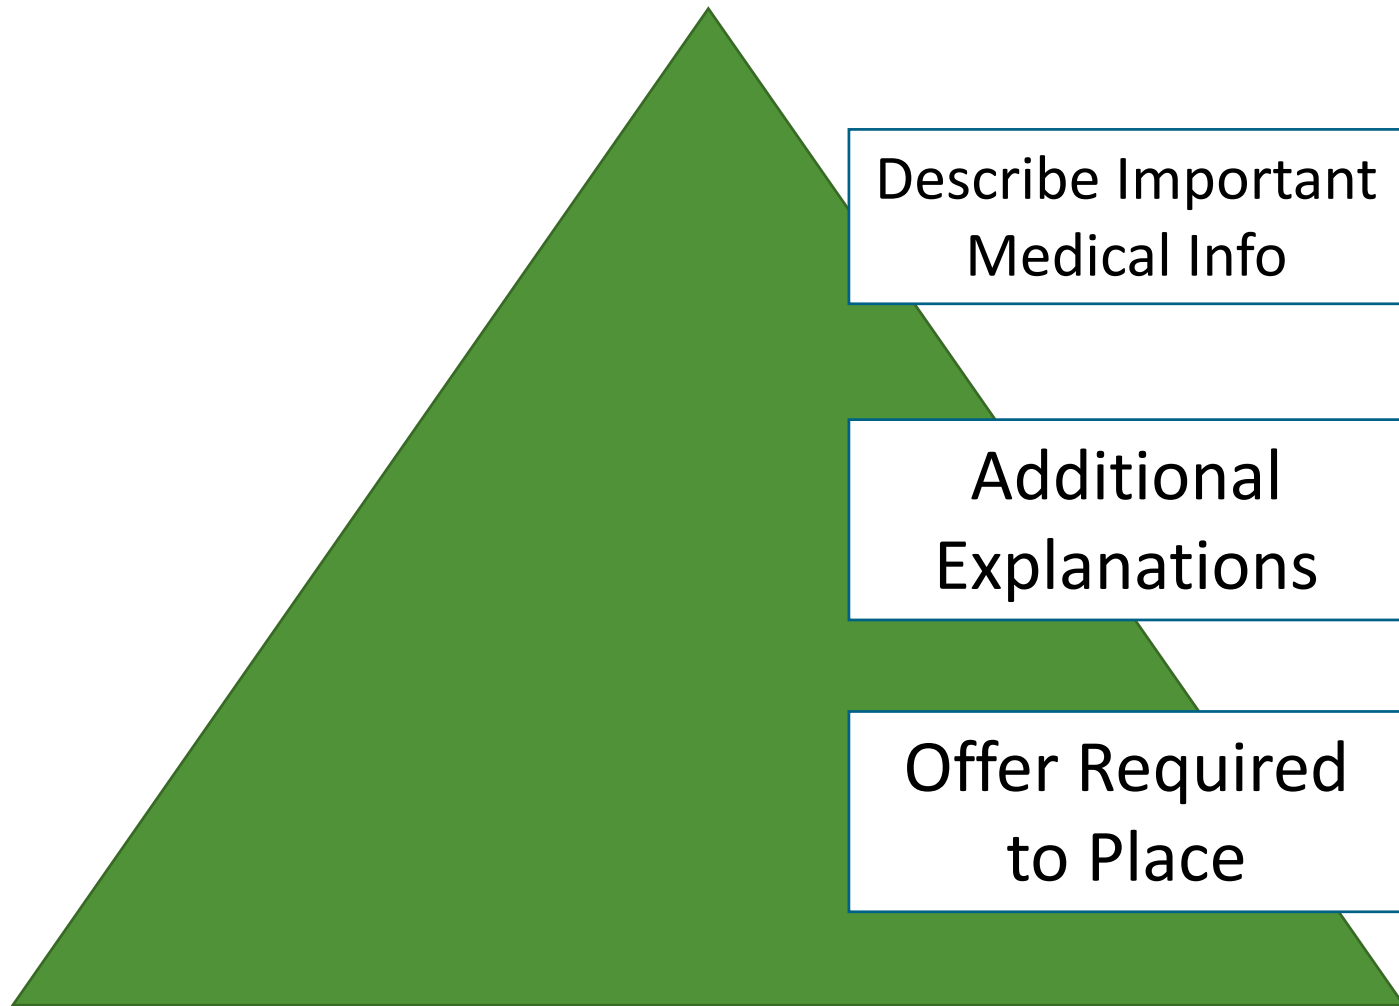 Describe Important
Medical Info
Additional
Explanations
Offer Required
to Place